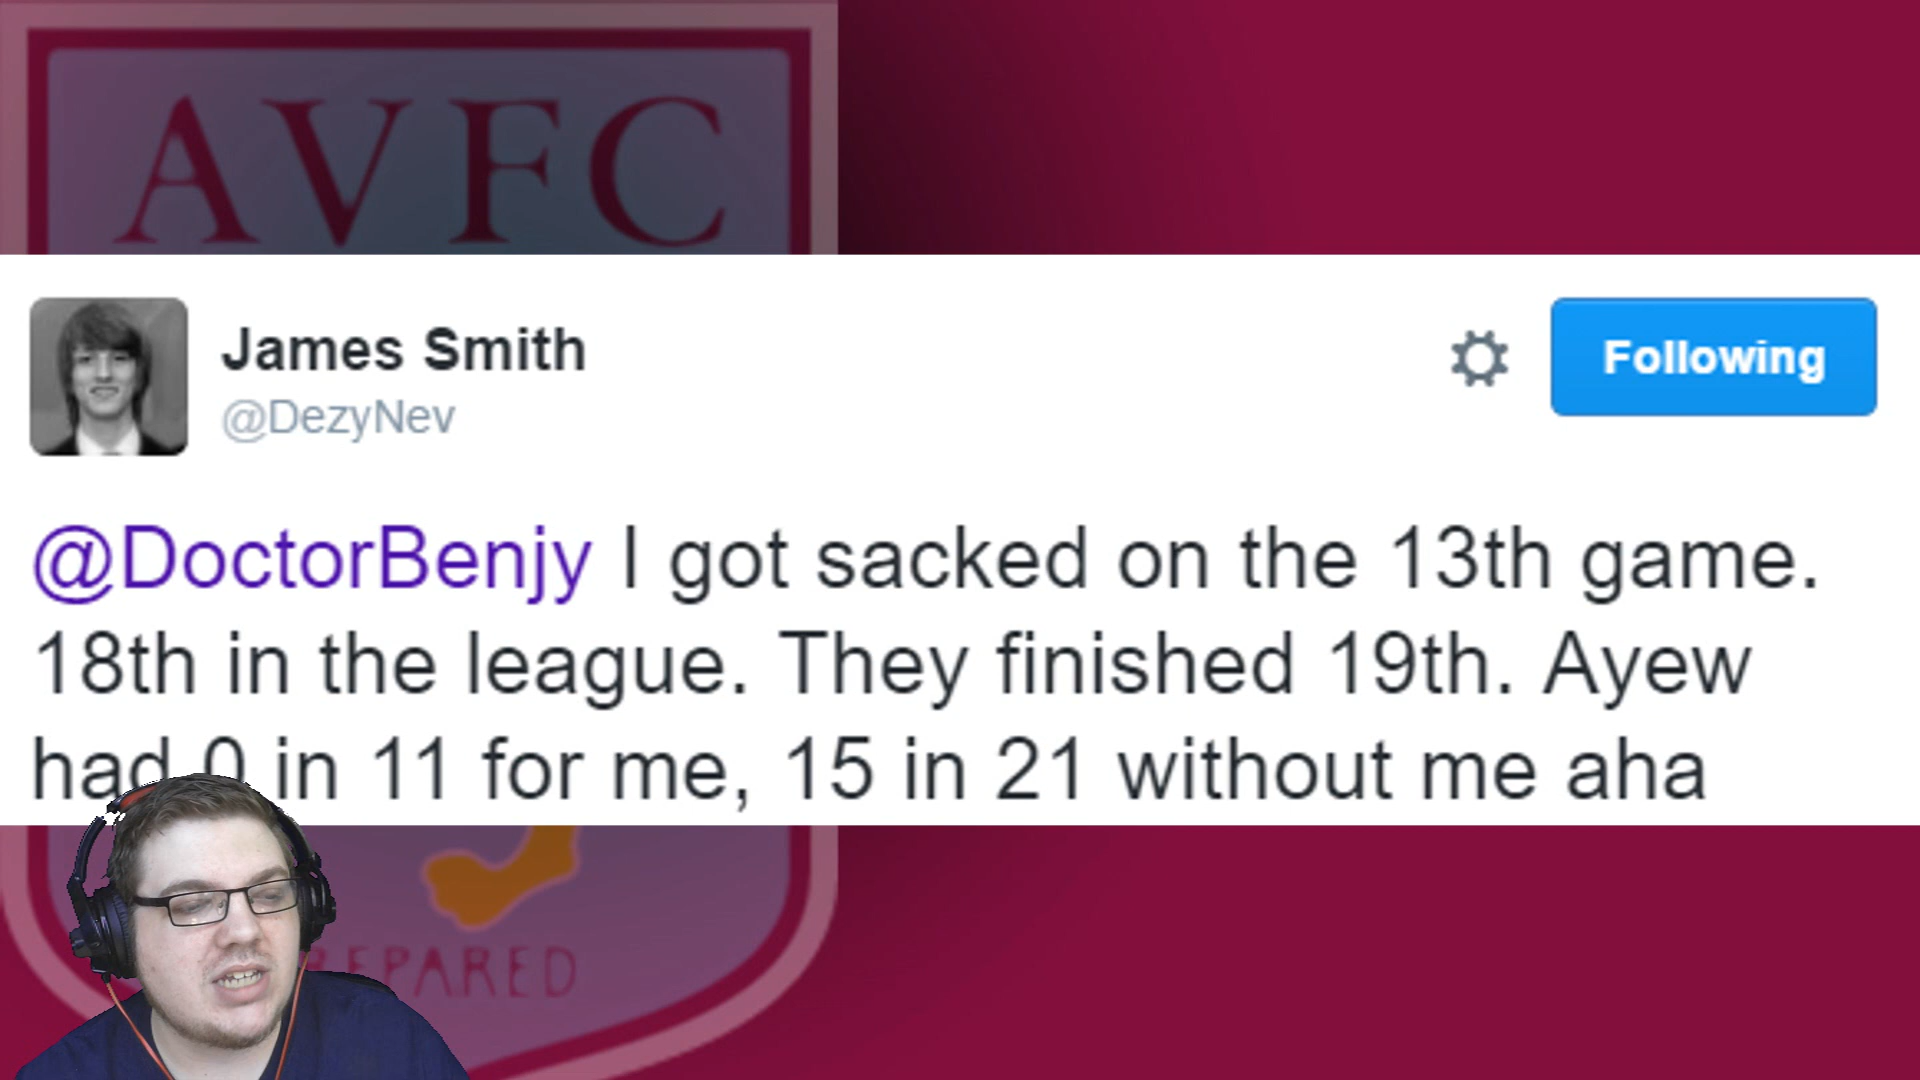 AVFC
James Smith
@DezyNev
Following
@DoctorBenjy I got sacked on the 13th game.
18th in the league. They finished 19th. Ayew
had 0 in 11 for me, 15 in 21 without me aha
PREPARED